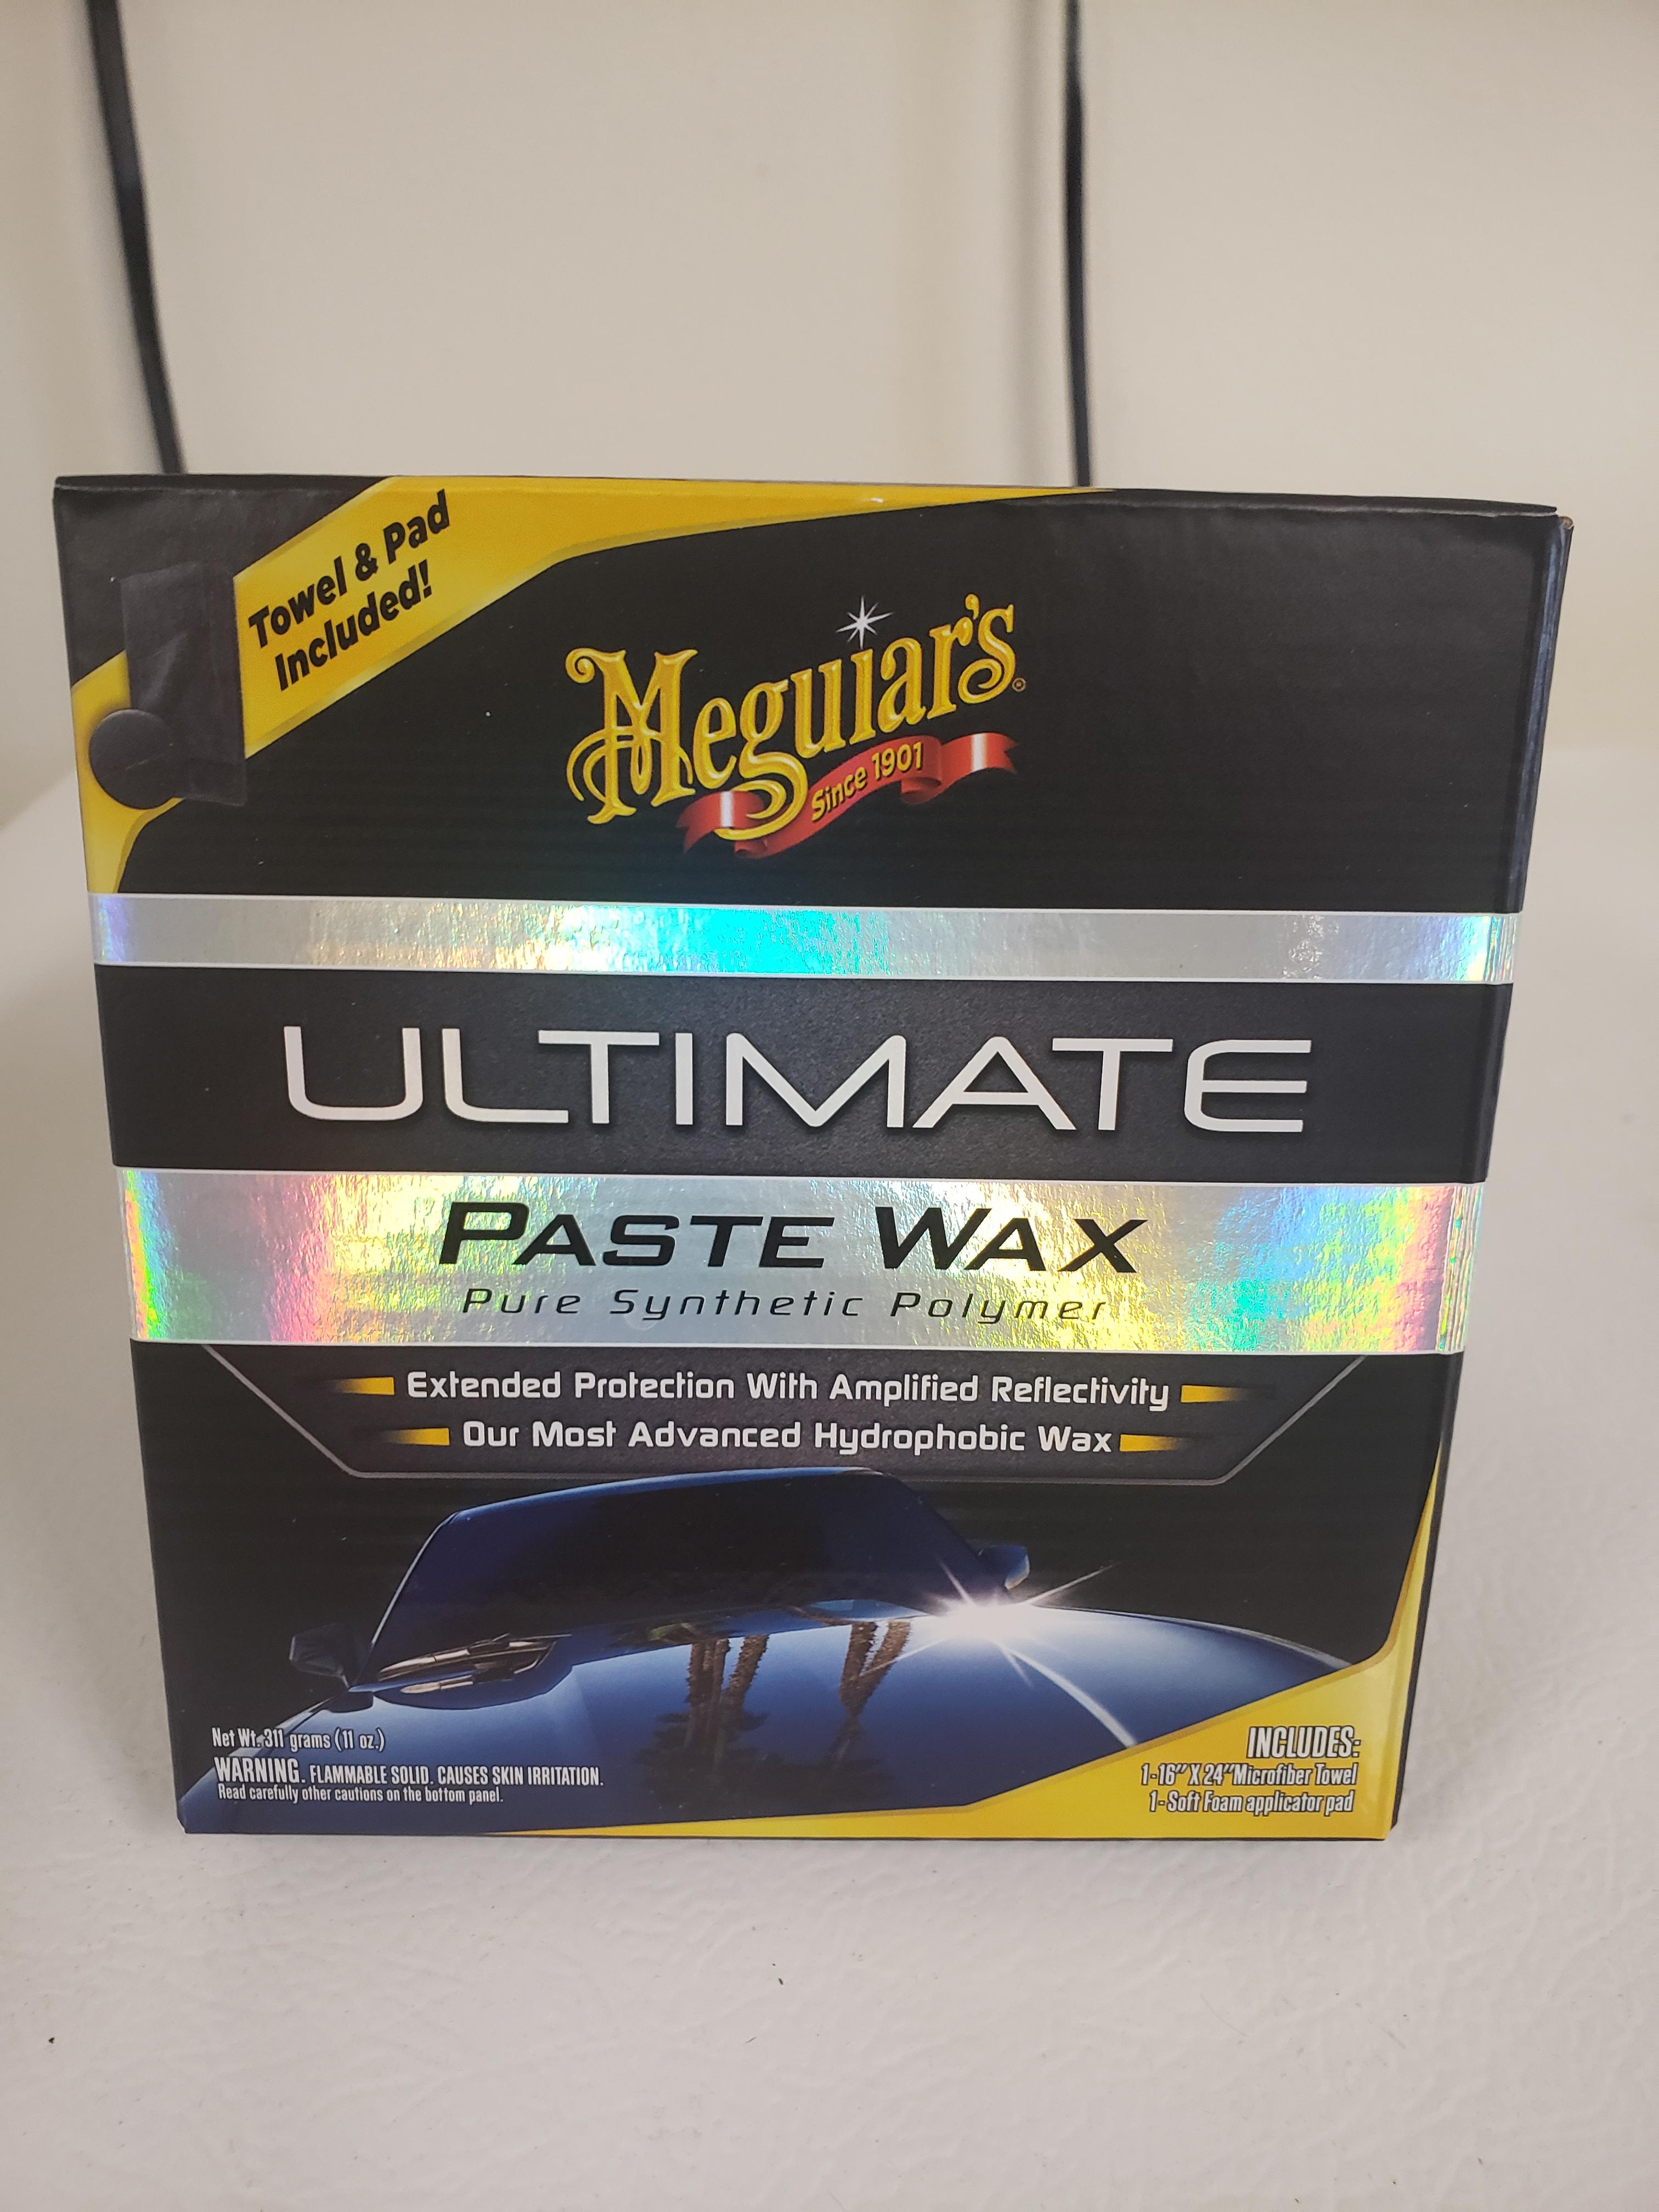 Towel & Pad
Included!
Meguiar's®
Since 1901
ULTIMATE
PASTE WAX
Pure Synthetic Polymer
Extended Protection With Amplified Reflectivity
Our Most Advanced Hydrophobic Wax
Net Wt. 311 grams (11 oz.)
WARNING. FLAMMABLE SOLID. CAUSES SKIN IRRITATION.
Read carefully other cautions on the bottom panel.
INCLUDES:
1-16" X 24" Microfiber Towel
1- Soft Foam applicator pad